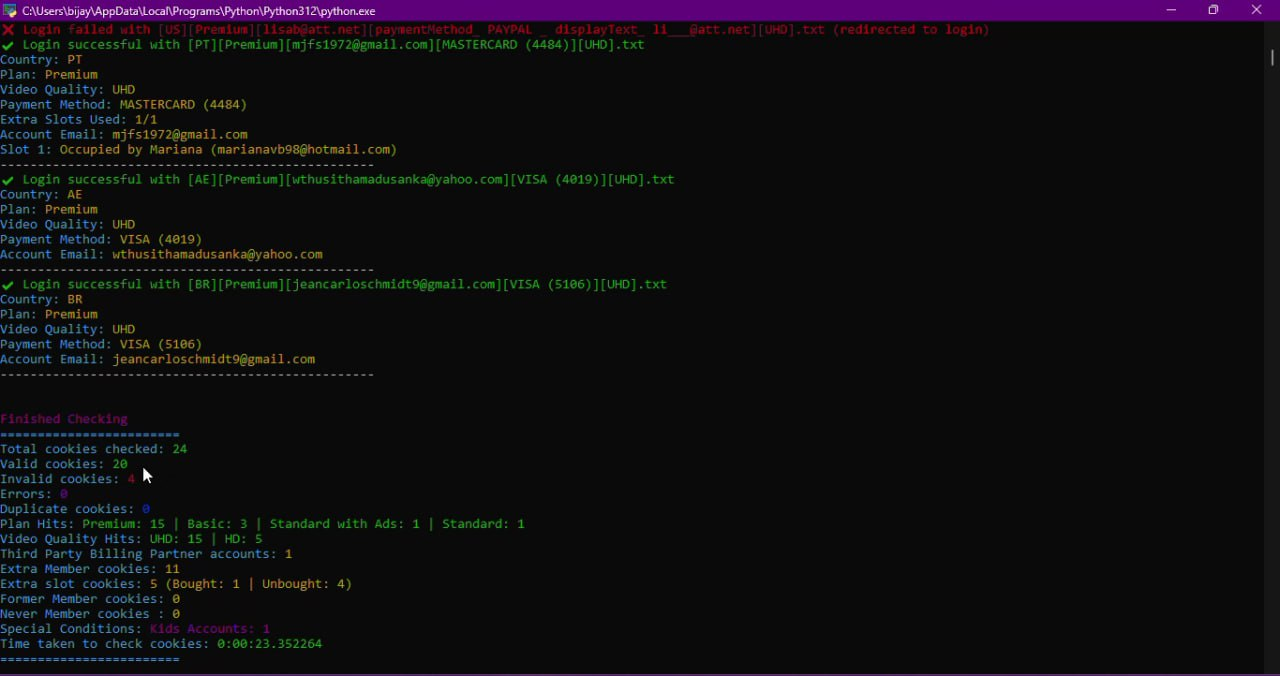 C:\Users\bijay\AppData\Local\Programs\Python\Python312\python.exe
✗ Login failed with [US][Premium][lisab@att.net][paymentMethod_ PAYPAL _ displayText_ li___@att.net][UHD].txt (redirected to login)
✓ Login successful with [PT][Premium][mjfs1972@gmail.com][MASTERCARD (4484)][UHD].txt
Country: PT
Plan: Premium
Video Quality: UHD
Payment Method: MASTERCARD (4484)
Extra Slots Used: 1/1
Account Email: mjfs1972@gmail.com
Slot 1: Occupied by Mariana (marianavb98@hotmail.com)
--------------------------------------------------
✓ Login successful with [AE][Premium][wthusithamadusanka@yahoo.com][VISA (4019)][UHD].txt
Country: AE
Plan: Premium
Video Quality: UHD
Payment Method: VISA (4019)
Account Email: wthusithamadusanka@yahoo.com
--------------------------------------------------
✓ Login successful with [BR][Premium][jeancarloschmidt9@gmail.com][VISA (5106)][UHD].txt
Country: BR
Plan: Premium
Video Quality: UHD
Payment Method: VISA (5106)
Account Email: jeancarloschmidt9@gmail.com
--------------------------------------------------
Finished Checking
========================
Total cookies checked: 24
Valid cookies: 20
Invalid cookies: 4
Errors: 0
Duplicate cookies: 0
Plan Hits: Premium: 15 | Basic: 3 | Standard with Ads: 1 | Standard: 1
Video Quality Hits: UHD: 15 | HD: 5
Third Party Billing Partner accounts: 1
Extra Member cookies: 11
Extra slot cookies: 5 (Bought: 1 | Unbought: 4)
Former Member cookies: 0
Never Member cookies : 0
Special Conditions: Kids Accounts: 1
Time taken to check cookies: 0:00:23.352264
========================